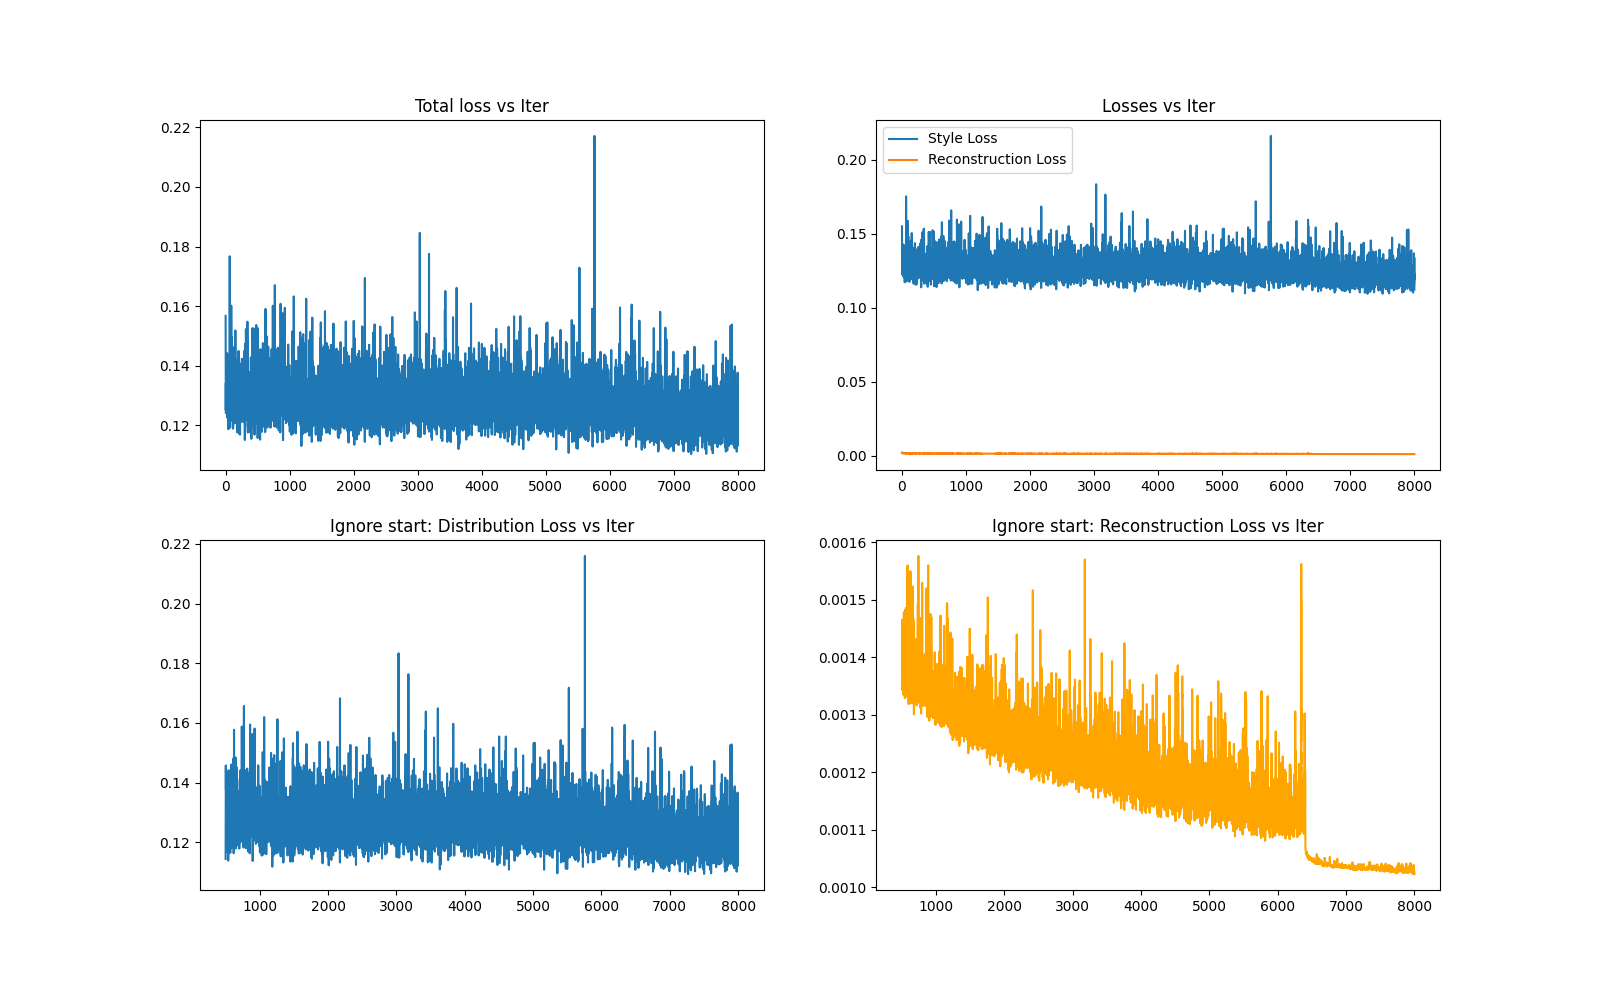 Total loss vs Iter
0.22
0.20
0.18
0.16
0.14
0.12
0 1000 2000 3000 4000 5000 6000 7000 8000
Losses vs Iter
Style Loss
Reconstruction Loss
0.20
0.15
0.10
0.05
0.00
0 1000 2000 3000 4000 5000 6000 7000 8000
Ignore start: Distribution Loss vs Iter
0.22
0.20
0.18
0.16
0.14
0.12
1000 2000 3000 4000 5000 6000 7000 8000
Ignore start: Reconstruction Loss vs Iter
0.0016
0.0015
0.0014
0.0013
0.0012
0.0011
0.0010
1000 2000 3000 4000 5000 6000 7000 8000